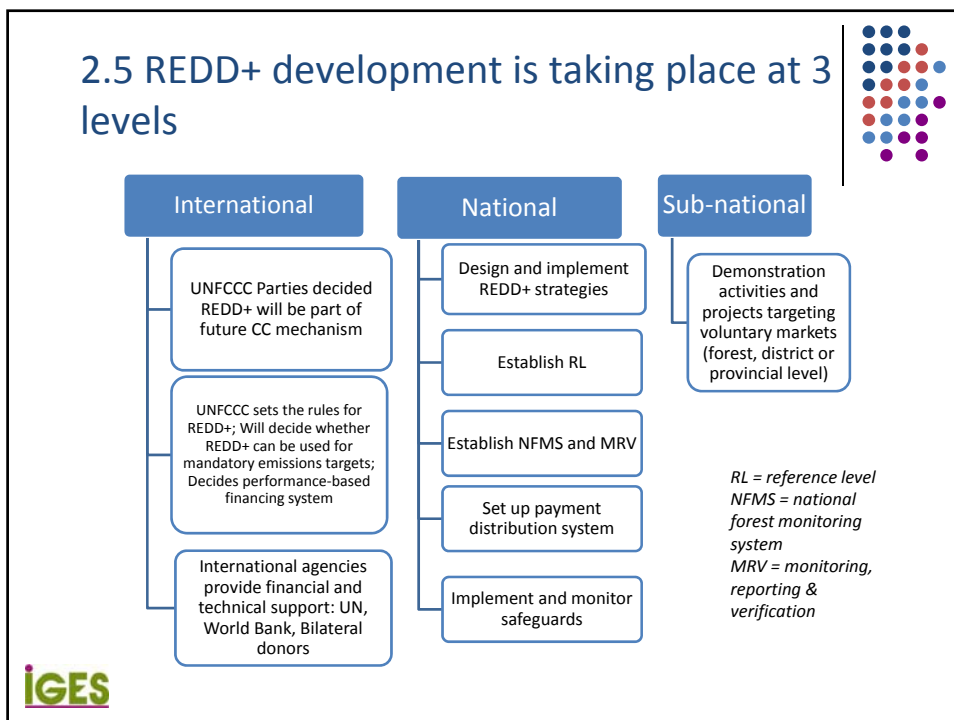 2.5 REDD+ development is taking place at 3
levels
International
UNFCCC Parties decided
REDD+ will be part of
future CC mechanism
UNFCCC sets the rules for
REDD+; Will decide whether
REDD+ can be used for
mandatory emissions targets;
Decides performance-based
financing system
International agencies
provide financial and
technical support: UN,
World Bank, Bilateral
donors
National
Design and implement
REDD+ strategies
Establish RL
Establish NFMS and MRV
Set up payment
distribution system
Implement and monitor
safeguards
Sub-national
Demonstration
activities and
projects targeting
voluntary markets
(forest, district or
provincial level)
RL = reference level
NFMS = national
forest monitoring
system
MRV = monitoring,
reporting &
verification
iGES